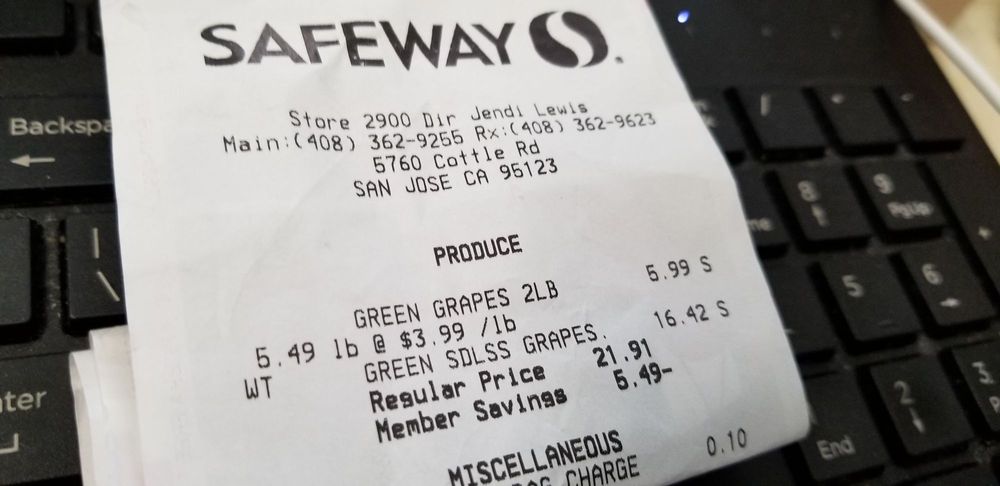 SAFEWAY
Store 2900 Dir Jendi Lewis
Main:(408) 362-9255 Rx:(408) 362-9623
5760 Cottle Rd
SAN JOSE CA 95123
PRODUCE
GREEN GRAPES 2LB 5.99 S
5.49 lb @ $3.99 /lb
WT GREEN SDLSS GRAPES. 16.42 S
Regular Price 21.91
Member Savings 5.49-
MISCELLANEOUS
BAG CHARGE 0.10
Backspa
ter
8
9
PgUp
5
6
2
3
End